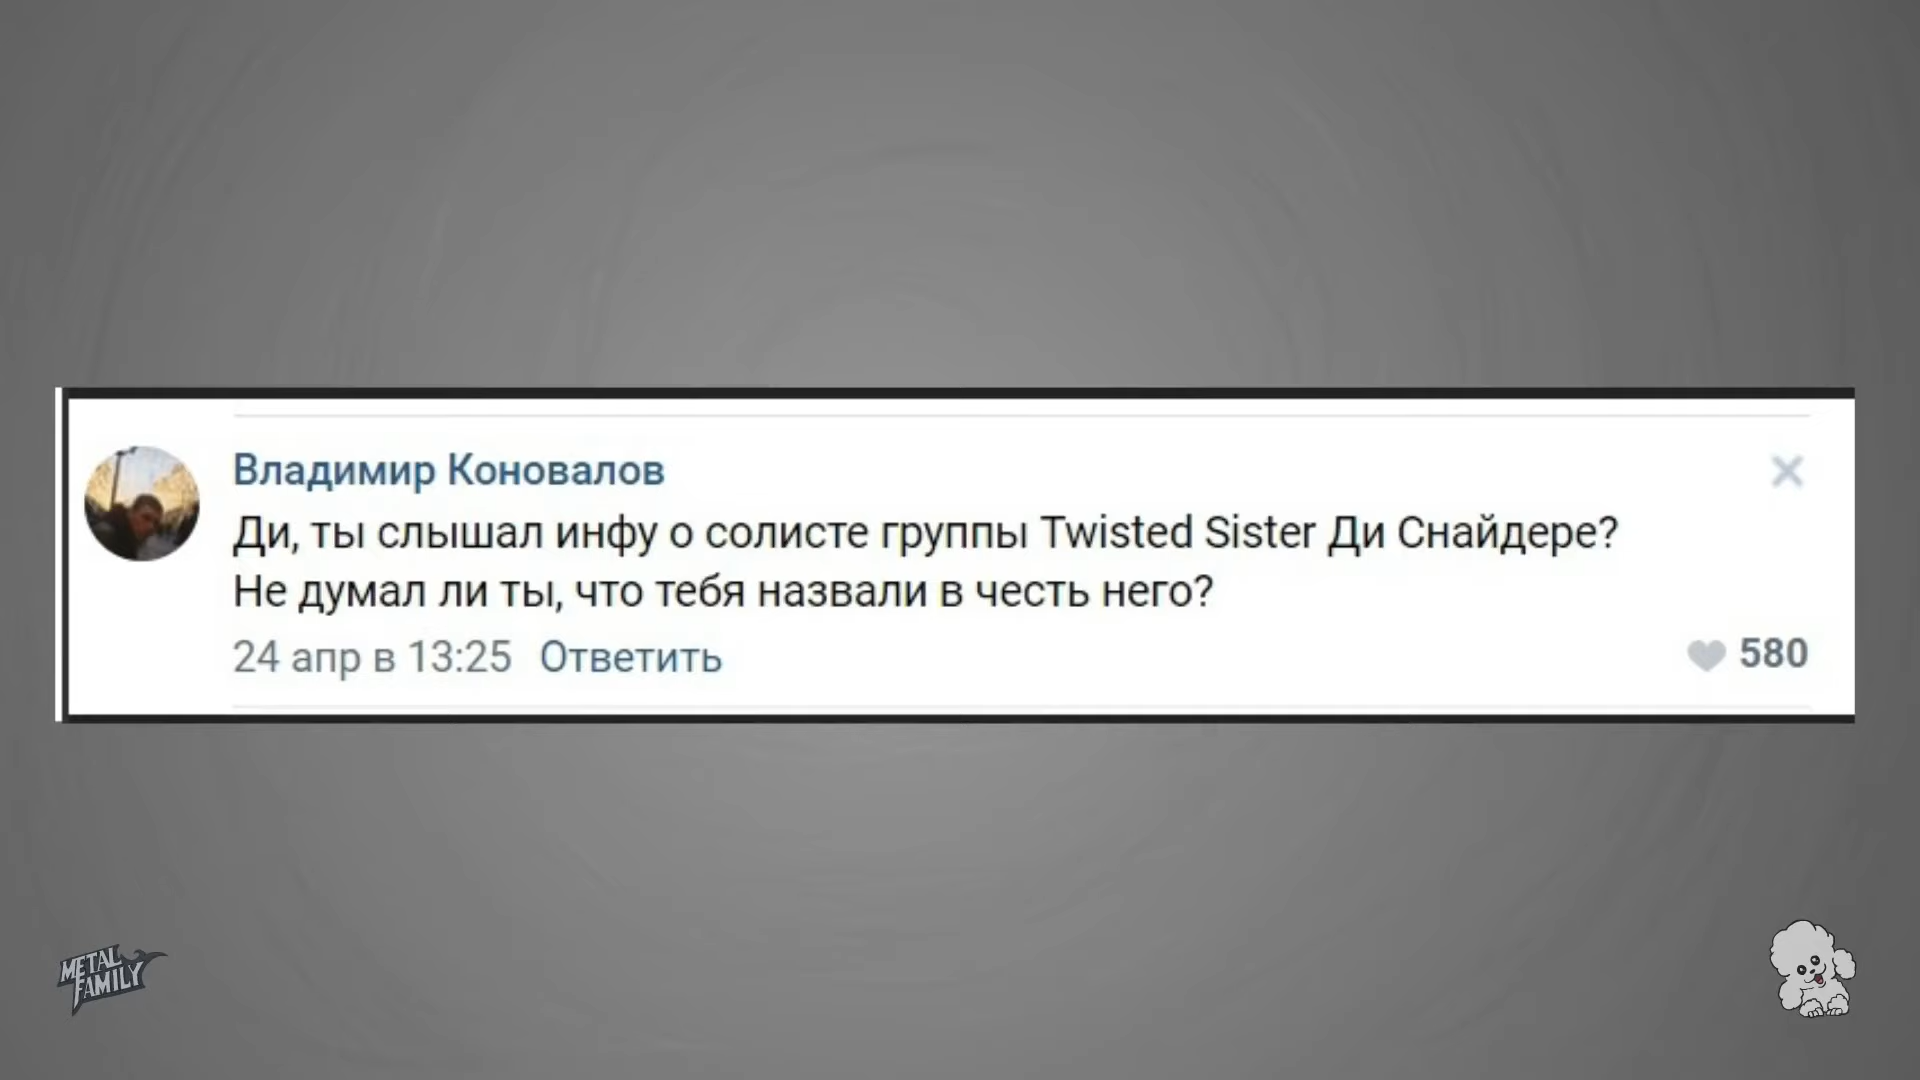 Владимир Коновалов
Ди, ты слышал инфу о солисте группы Twisted Sister Ди Снайдере?
Не думал ли ты, что тебя назвали в честь него?
24 апр в 13:25 Ответить
580
METAL
FAMILY